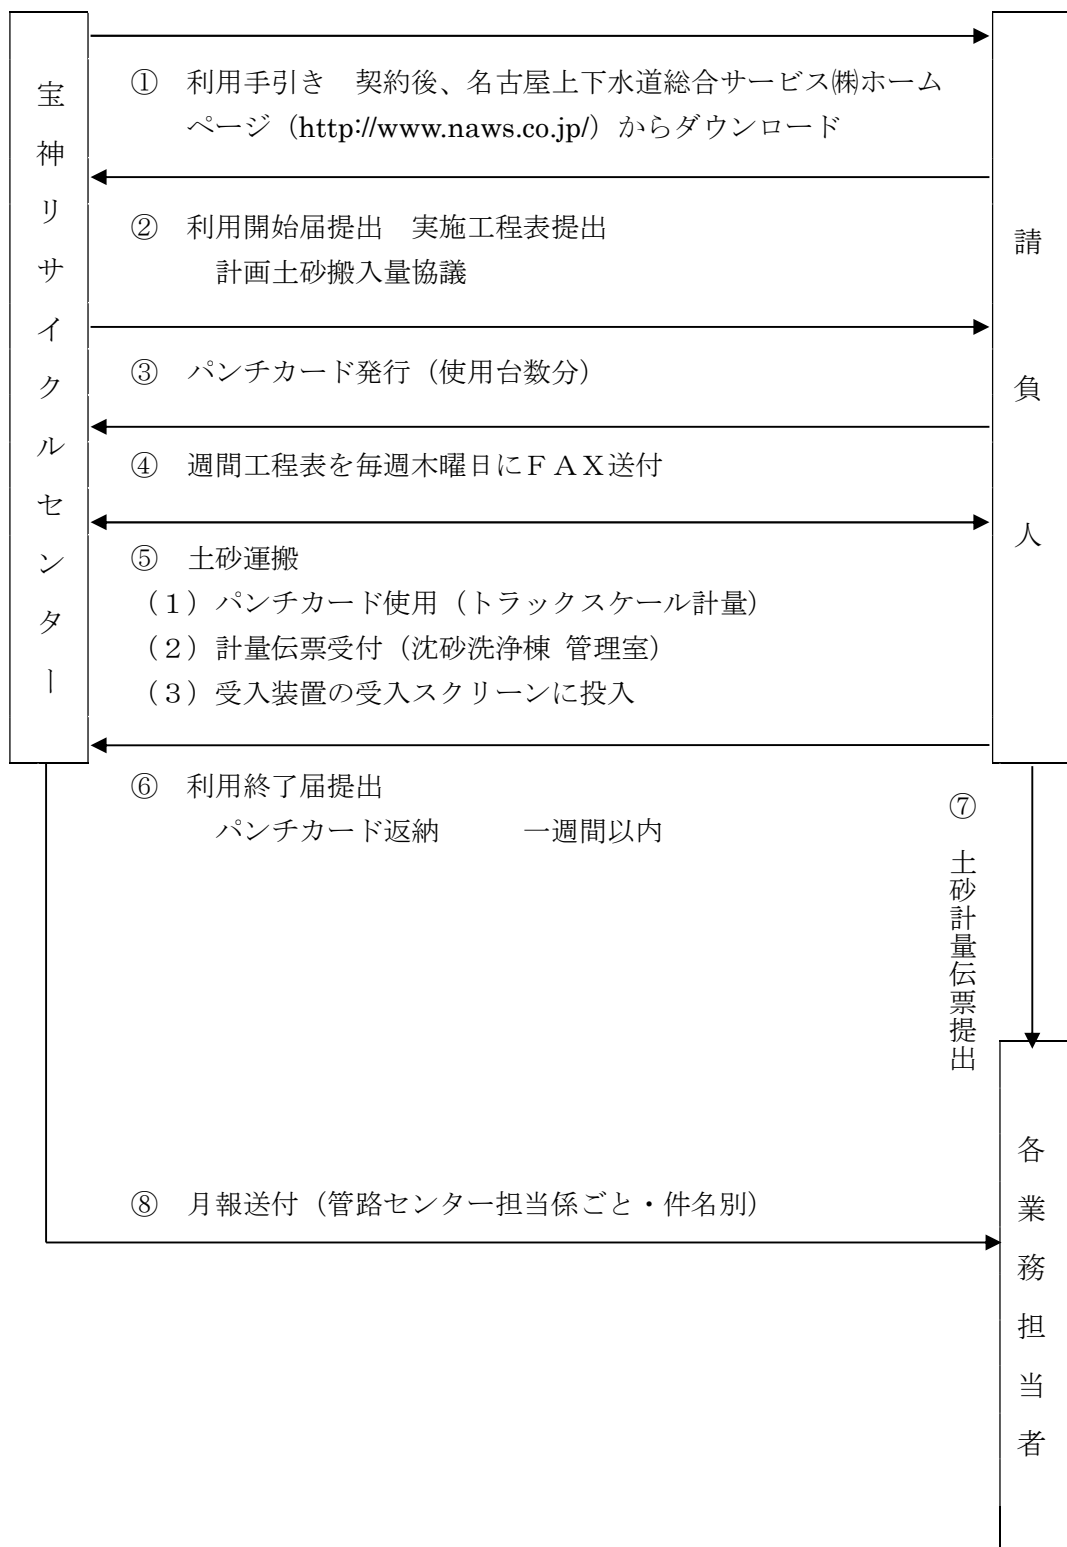 宝神リサイクルセンター
請負人
① 利用手引き 契約後、名古屋上下水道総合サービス㈱ホーム
ページ（http://www.naws.co.jp/）からダウンロード
② 利用開始届提出 実施工程表提出
計画土砂搬入量協議
③ パンチカード発行（使用台数分）
④ 週間工程表を毎週木曜日にＦＡＸ送付
⑤ 土砂運搬
（１）パンチカード使用（トラックスケール計量）
（２）計量伝票受付（沈砂洗浄棟 管理室）
（３）受入装置の受入スクリーンに投入
⑥ 利用終了届提出
パンチカード返納 一週間以内
⑦ 土砂計量伝票提出
⑧ 月報送付（管路センター担当係ごと・件名別）
各業務担当者